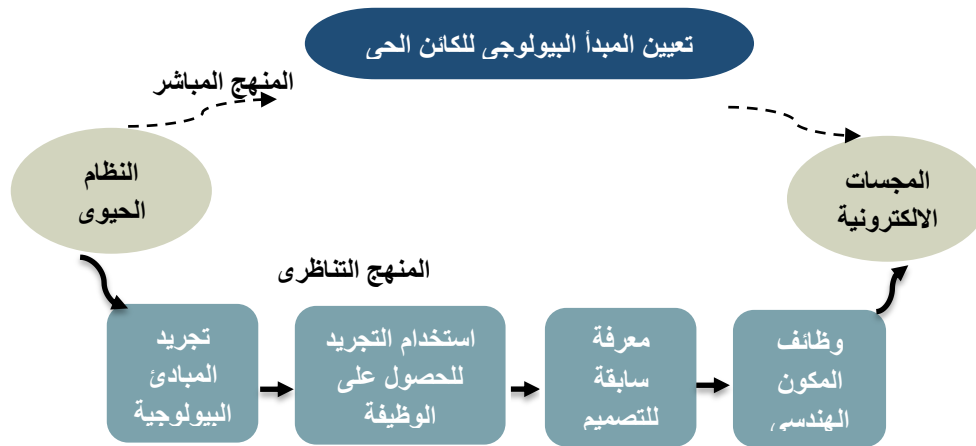 تعيين المبدأ البيولوجى للكائن الحى
المنهج المباشر
النظام
الحيوى
المجسات
الالكترونية
المنهج التناظرى
تجريد
المبادئ
البيولوجية
استخدام التجريد
للحصول على
الوظيفة
معرفة
سابقة
للتصميم
وظائف
المكون
الهندسى